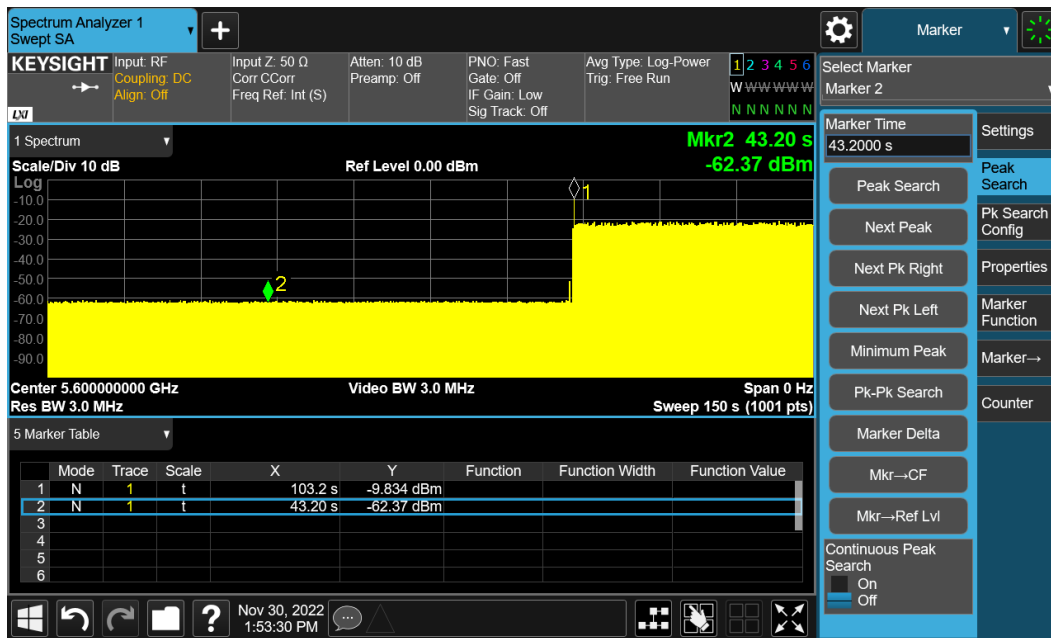 Spectrum Analyzer 1
Swept SA
Marker
KEYSIGHT
LXI
Input: RF
Coupling: DC
Align: Off
Input Z: 50 Ω
Corr CCorr
Freq Ref: Int (S)
Atten: 10 dB
Preamp: Off
PNO: Fast
Gate: Off
IF Gain: Low
Sig Track: Off
Avg Type: Log-Power
Trig: Free Run
1 2 3 4 5 6
W W W W W W
N N N N N N
Select Marker
Marker 2
1 Spectrum
Mkr2 43.20 s
-62.37 dBm
Scale/Div 10 dB
Ref Level 0.00 dBm
Log
-10.0
-20.0
-30.0
-40.0
-50.0
-60.0
-70.0
-80.0
-90.0
1
2
Center 5.600000000 GHz
Video BW 3.0 MHz
Span 0 Hz
Res BW 3.0 MHz
Sweep 150 s (1001 pts)
5 Marker Table
Mode Trace Scale X Y Function Function Width Function Value
1 N 1 t 103.2 s -9.834 dBm
2 N 1 t 43.20 s -62.37 dBm
3
4
5
6
Marker Time
43.2000 s
Peak Search
Next Peak
Next Pk Right
Next Pk Left
Minimum Peak
Pk-Pk Search
Marker Delta
Mkr→CF
Mkr→Ref Lvl
Continuous Peak
Search
On
Off
Settings
Peak
Search
Pk Search
Config
Properties
Marker
Function
Marker→
Counter
?
Nov 30, 2022
1:53:30 PM